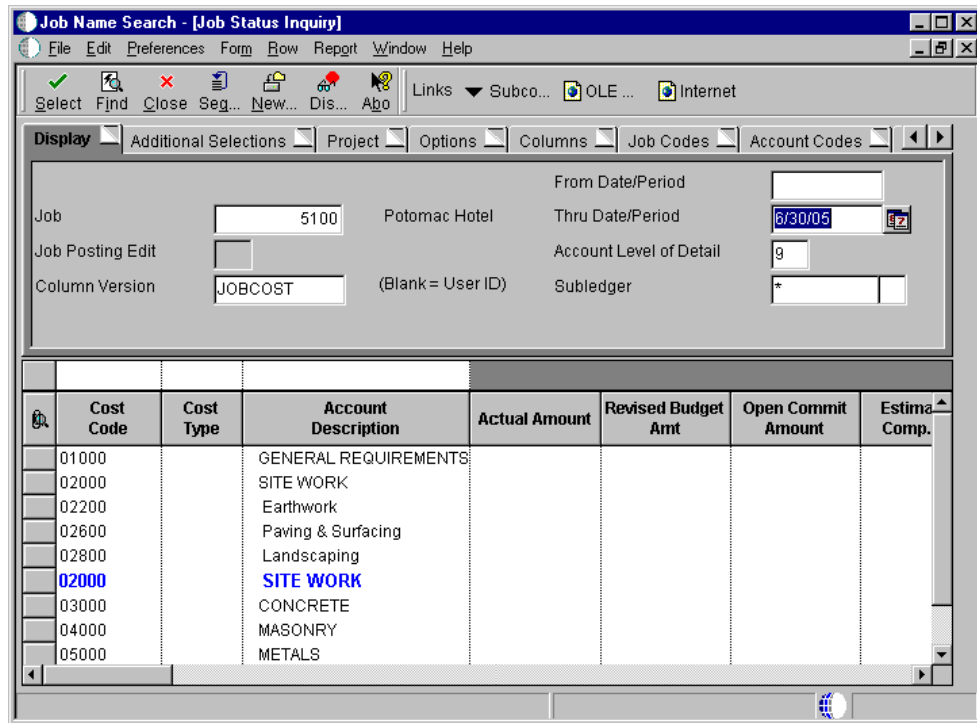 Job Name Search - [Job Status Inquiry]
File Edit Preferences Form Row Report Window Help
Select Find Close Seq... New... Dis... Abo Links Subco... OLE ... Internet
Display Additional Selections Project Options Columns Job Codes Account Codes
From Date/Period
Job 5100 Potomac Hotel Thru Date/Period 6/30/05
Job Posting Edit Account Level of Detail 9
Column Version JOBCOST (Blank = User ID) Subledger *
Cost Code Cost Type Account Description Actual Amount Revised Budget Amt Open Commit Amount Estima Comp.
01000 GENERAL REQUIREMENTS
02000 SITE WORK
02200 Earthwork
02600 Paving & Surfacing
02800 Landscaping
02000 SITE WORK
03000 CONCRETE
04000 MASONRY
05000 METALS